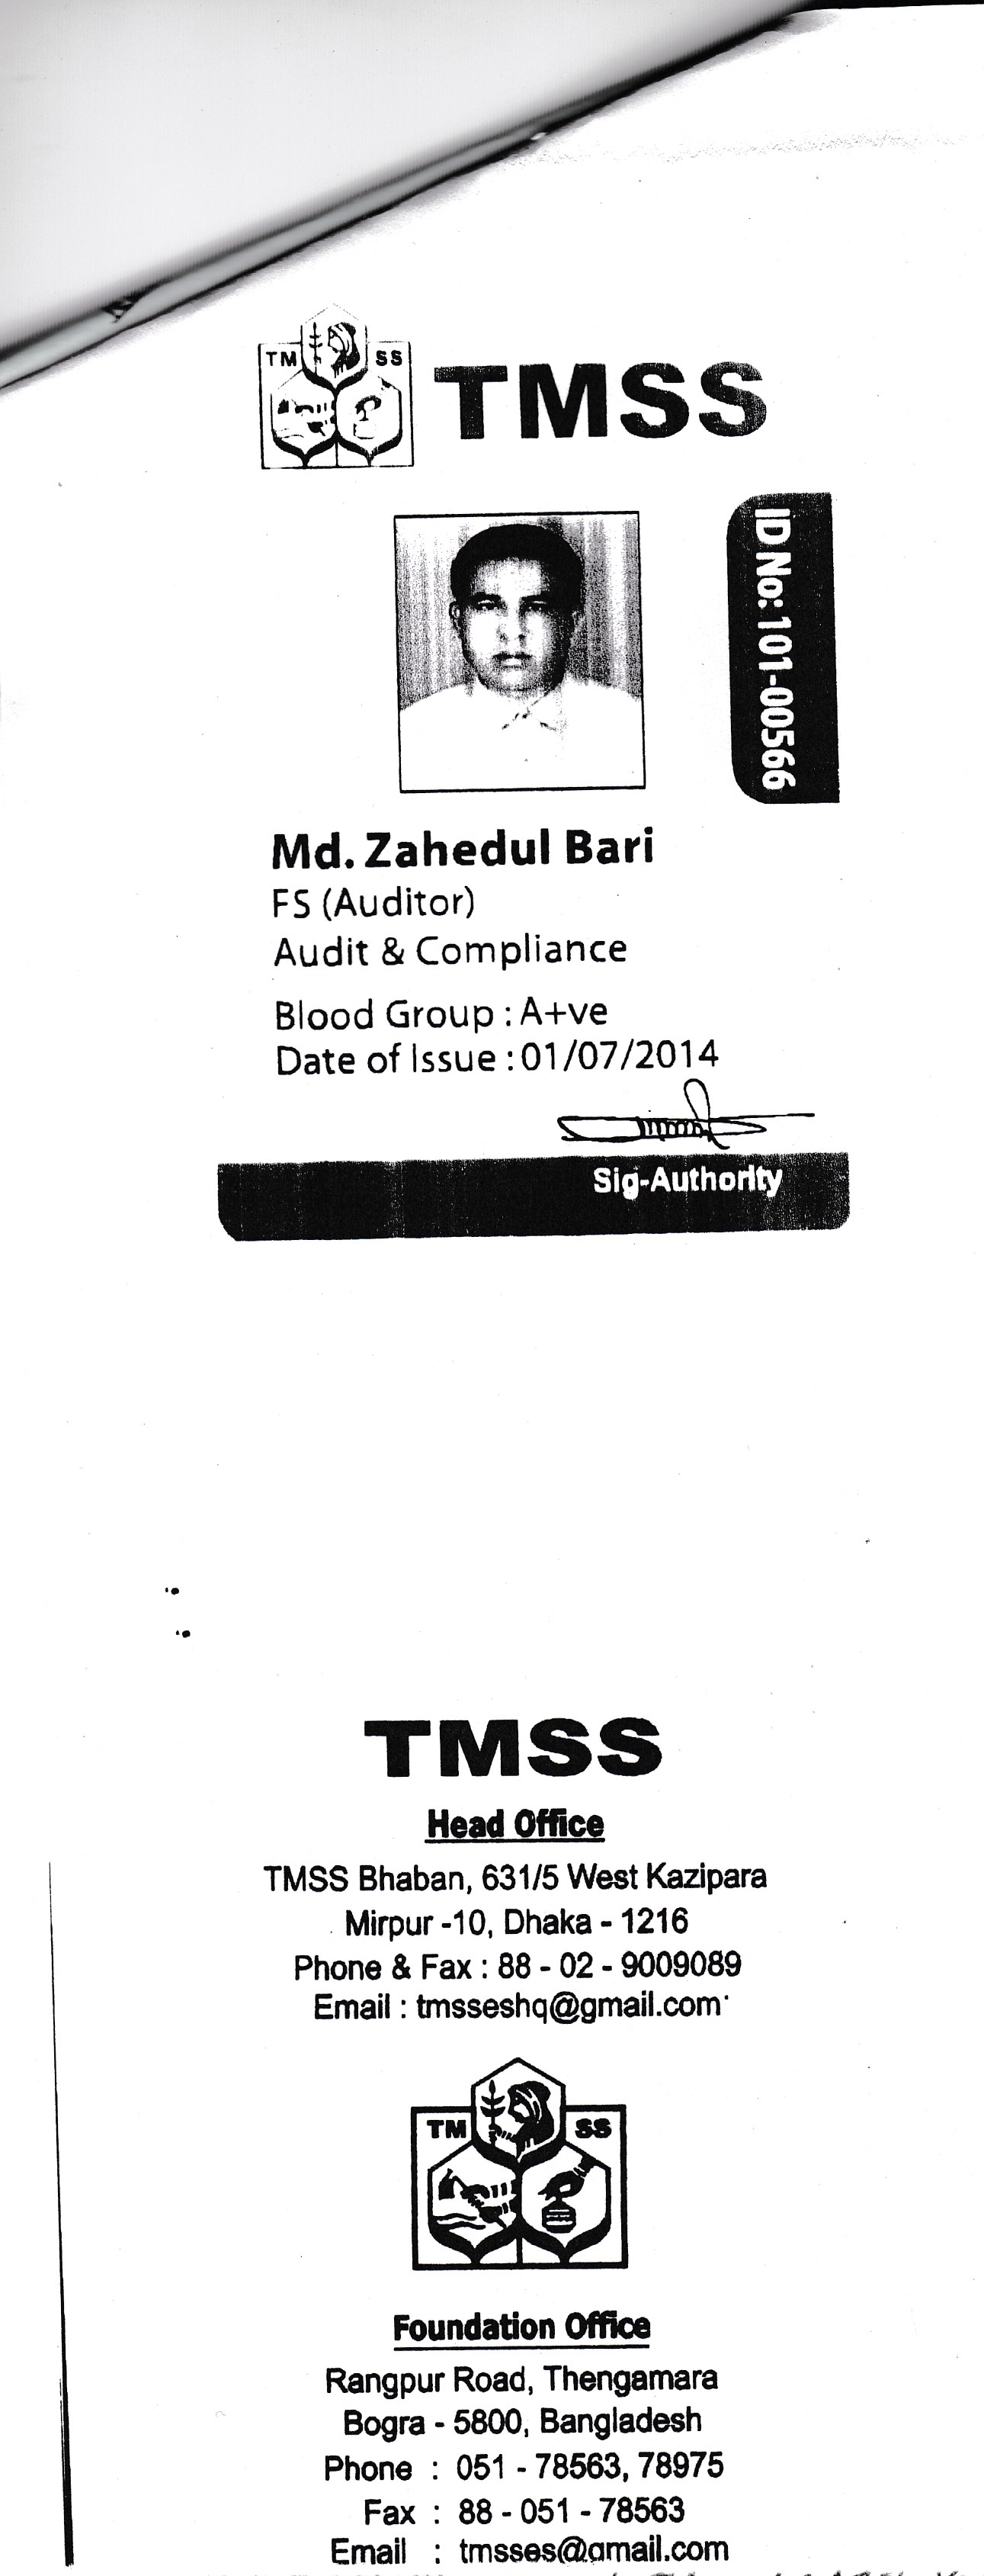 TM SS
TMSS
ID No: 101-00566
Md. Zahedul Bari
FS (Auditor)
Audit & Compliance
Blood Group : A+ve
Date of Issue : 01/07/2014
Sig-Authority
TMSS
Head Office
TMSS Bhaban, 631/5 West Kazipara
Mirpur -10, Dhaka - 1216
Phone & Fax : 88 - 02 - 9009089
Email : tmsseshq@gmail.com
TM SS
Foundation Office
Rangpur Road, Thengamara
Bogra - 5800, Bangladesh
Phone : 051 - 78563, 78975
Fax : 88 - 051 - 78563
Email : tmsses@gmail.com